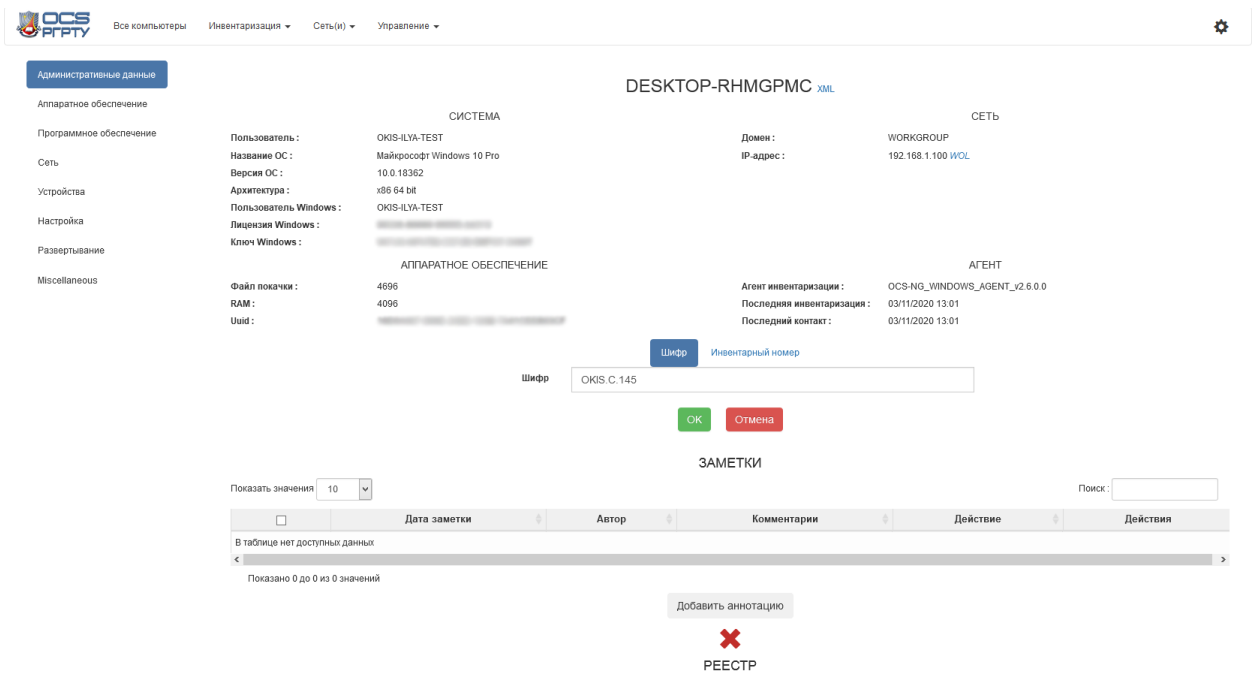 OCS
РГРТУ
Все компьютеры Инвентаризация Сеть(и) Управление
Административные данные
Аппаратное обеспечение
Программное обеспечение
Сеть
Устройства
Настройка
Развертывание
Miscellaneous
DESKTOP-RHMGPMC XML
СИСТЕМА
Пользователь : OKIS-ILYA-TEST
Название ОС : Майкрософт Windows 10 Pro
Версия ОС : 10.0.18362
Архитектура : x86 64 bit
Пользователь Windows : OKIS-ILYA-TEST
Лицензия Windows :
Ключ Windows :
СЕТЬ
Домен : WORKGROUP
IP-адрес : 192.168.1.100 WOL
АППАРАТНОЕ ОБЕСПЕЧЕНИЕ
Файл покачки : 4696
RAM : 4096
Uuid :
АГЕНТ
Агент инвентаризации : OCS-NG_WINDOWS_AGENT_v2.6.0.0
Последняя инвентаризация : 03/11/2020 13:01
Последний контакт : 03/11/2020 13:01
Шифр Инвентарный номер
Шифр OKIS.C.145
OK Отмена
ЗАМЕТКИ
Показать значения 10 Поиск :
Дата заметки Автор Комментарии Действие Действия
В таблице нет доступных данных
Показано 0 до 0 из 0 значений
Добавить аннотацию
РЕЕСТР